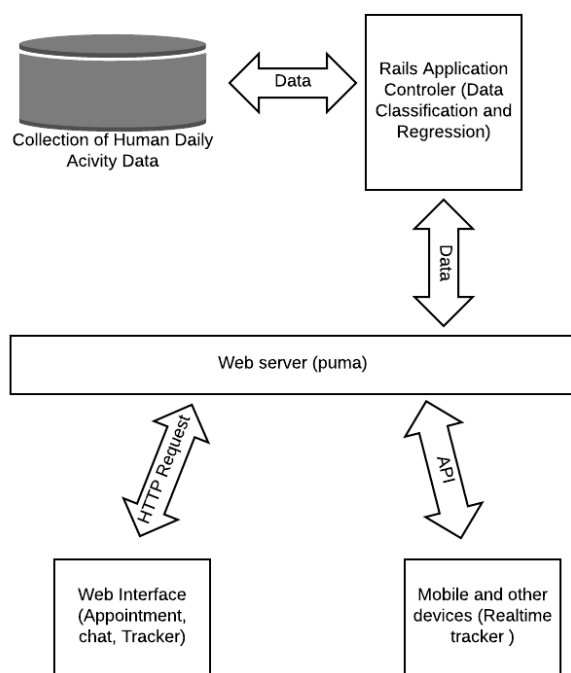 Data
Rails Application
Controler (Data
Classification and
Regression)
Collection of Human Daily
Acivity Data
Data
Web server (puma)
HTTP Request
API
Web Interface
(Appointment,
chat, Tracker)
Mobile and other
devices (Realtime
tracker )